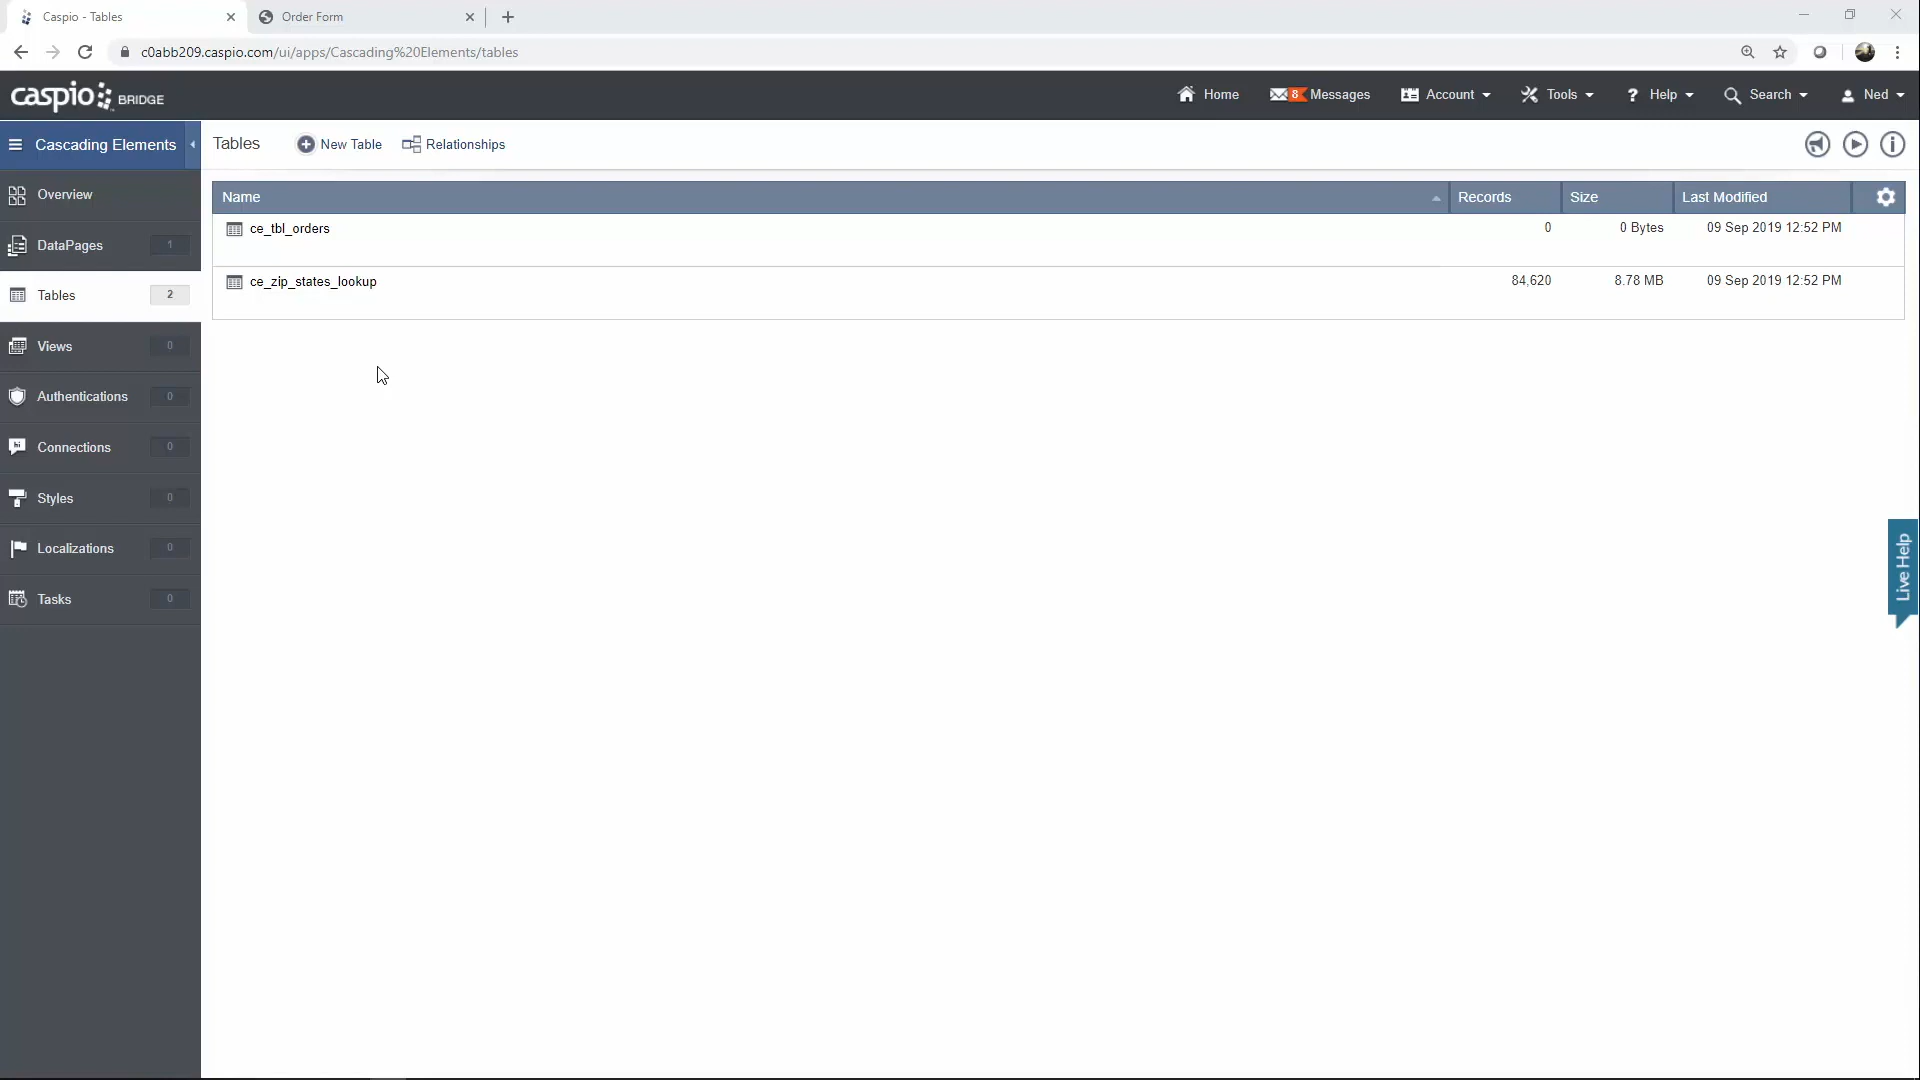 Caspio - Tables
Order Form
c0abb209.caspio.com/ui/apps/Cascading%20Elements/tables
caspio BRIDGE
Home
8 Messages
Account
Tools
? Help
Search
Ned
Cascading Elements
Tables
New Table
Relationships
Overview
DataPages 1
Tables 2
Views 0
Authentications 0
Connections 0
Styles 0
Localizations 0
Tasks 0
Name Records Size Last Modified
ce_tbl_orders 0 0 Bytes 09 Sep 2019 12:52 PM
ce_zip_states_lookup 84,620 8.78 MB 09 Sep 2019 12:52 PM
Live Help